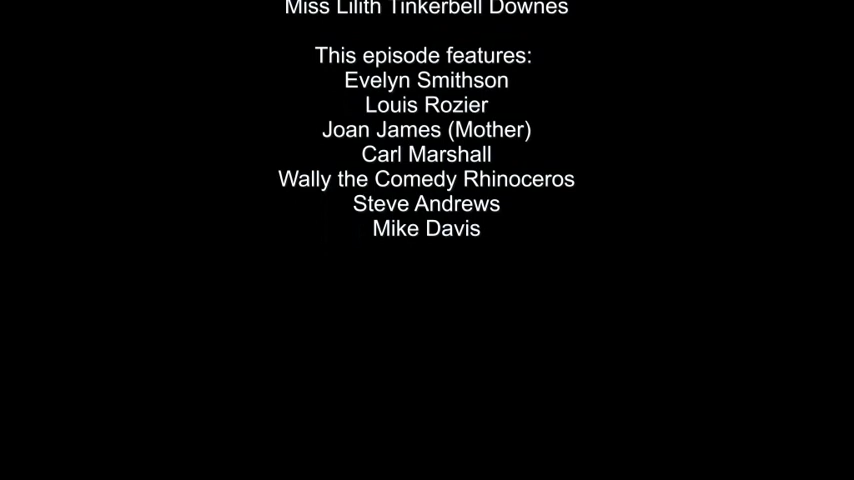 Miss Lilith Tinkerbell Downes
This episode features:
Evelyn Smithson
Louis Rozier
Joan James (Mother)
Carl Marshall
Wally the Comedy Rhinoceros
Steve Andrews
Mike Davis